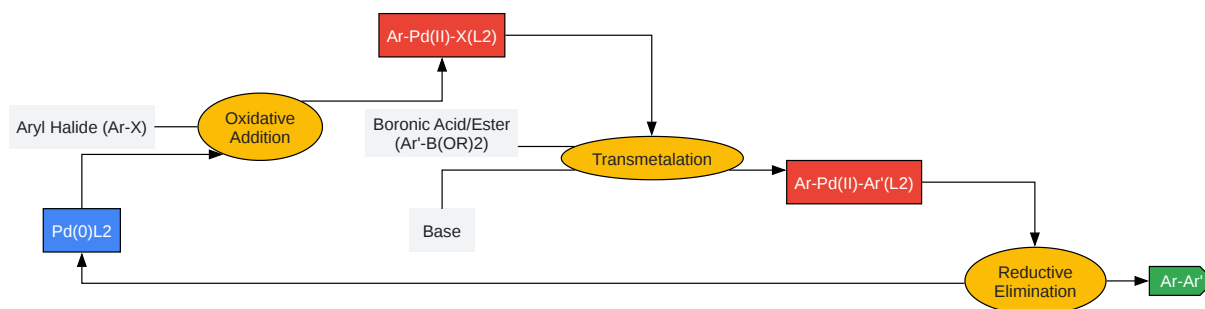 Ar-Pd(II)-X(L2)
Aryl Halide (Ar-X)
Oxidative
Addition
Boronic Acid/Ester
(Ar'-B(OR)2)
Transmetalation
Ar-Pd(II)-Ar'(L2)
Pd(0)L2
Base
Reductive
Elimination
Ar-Ar'